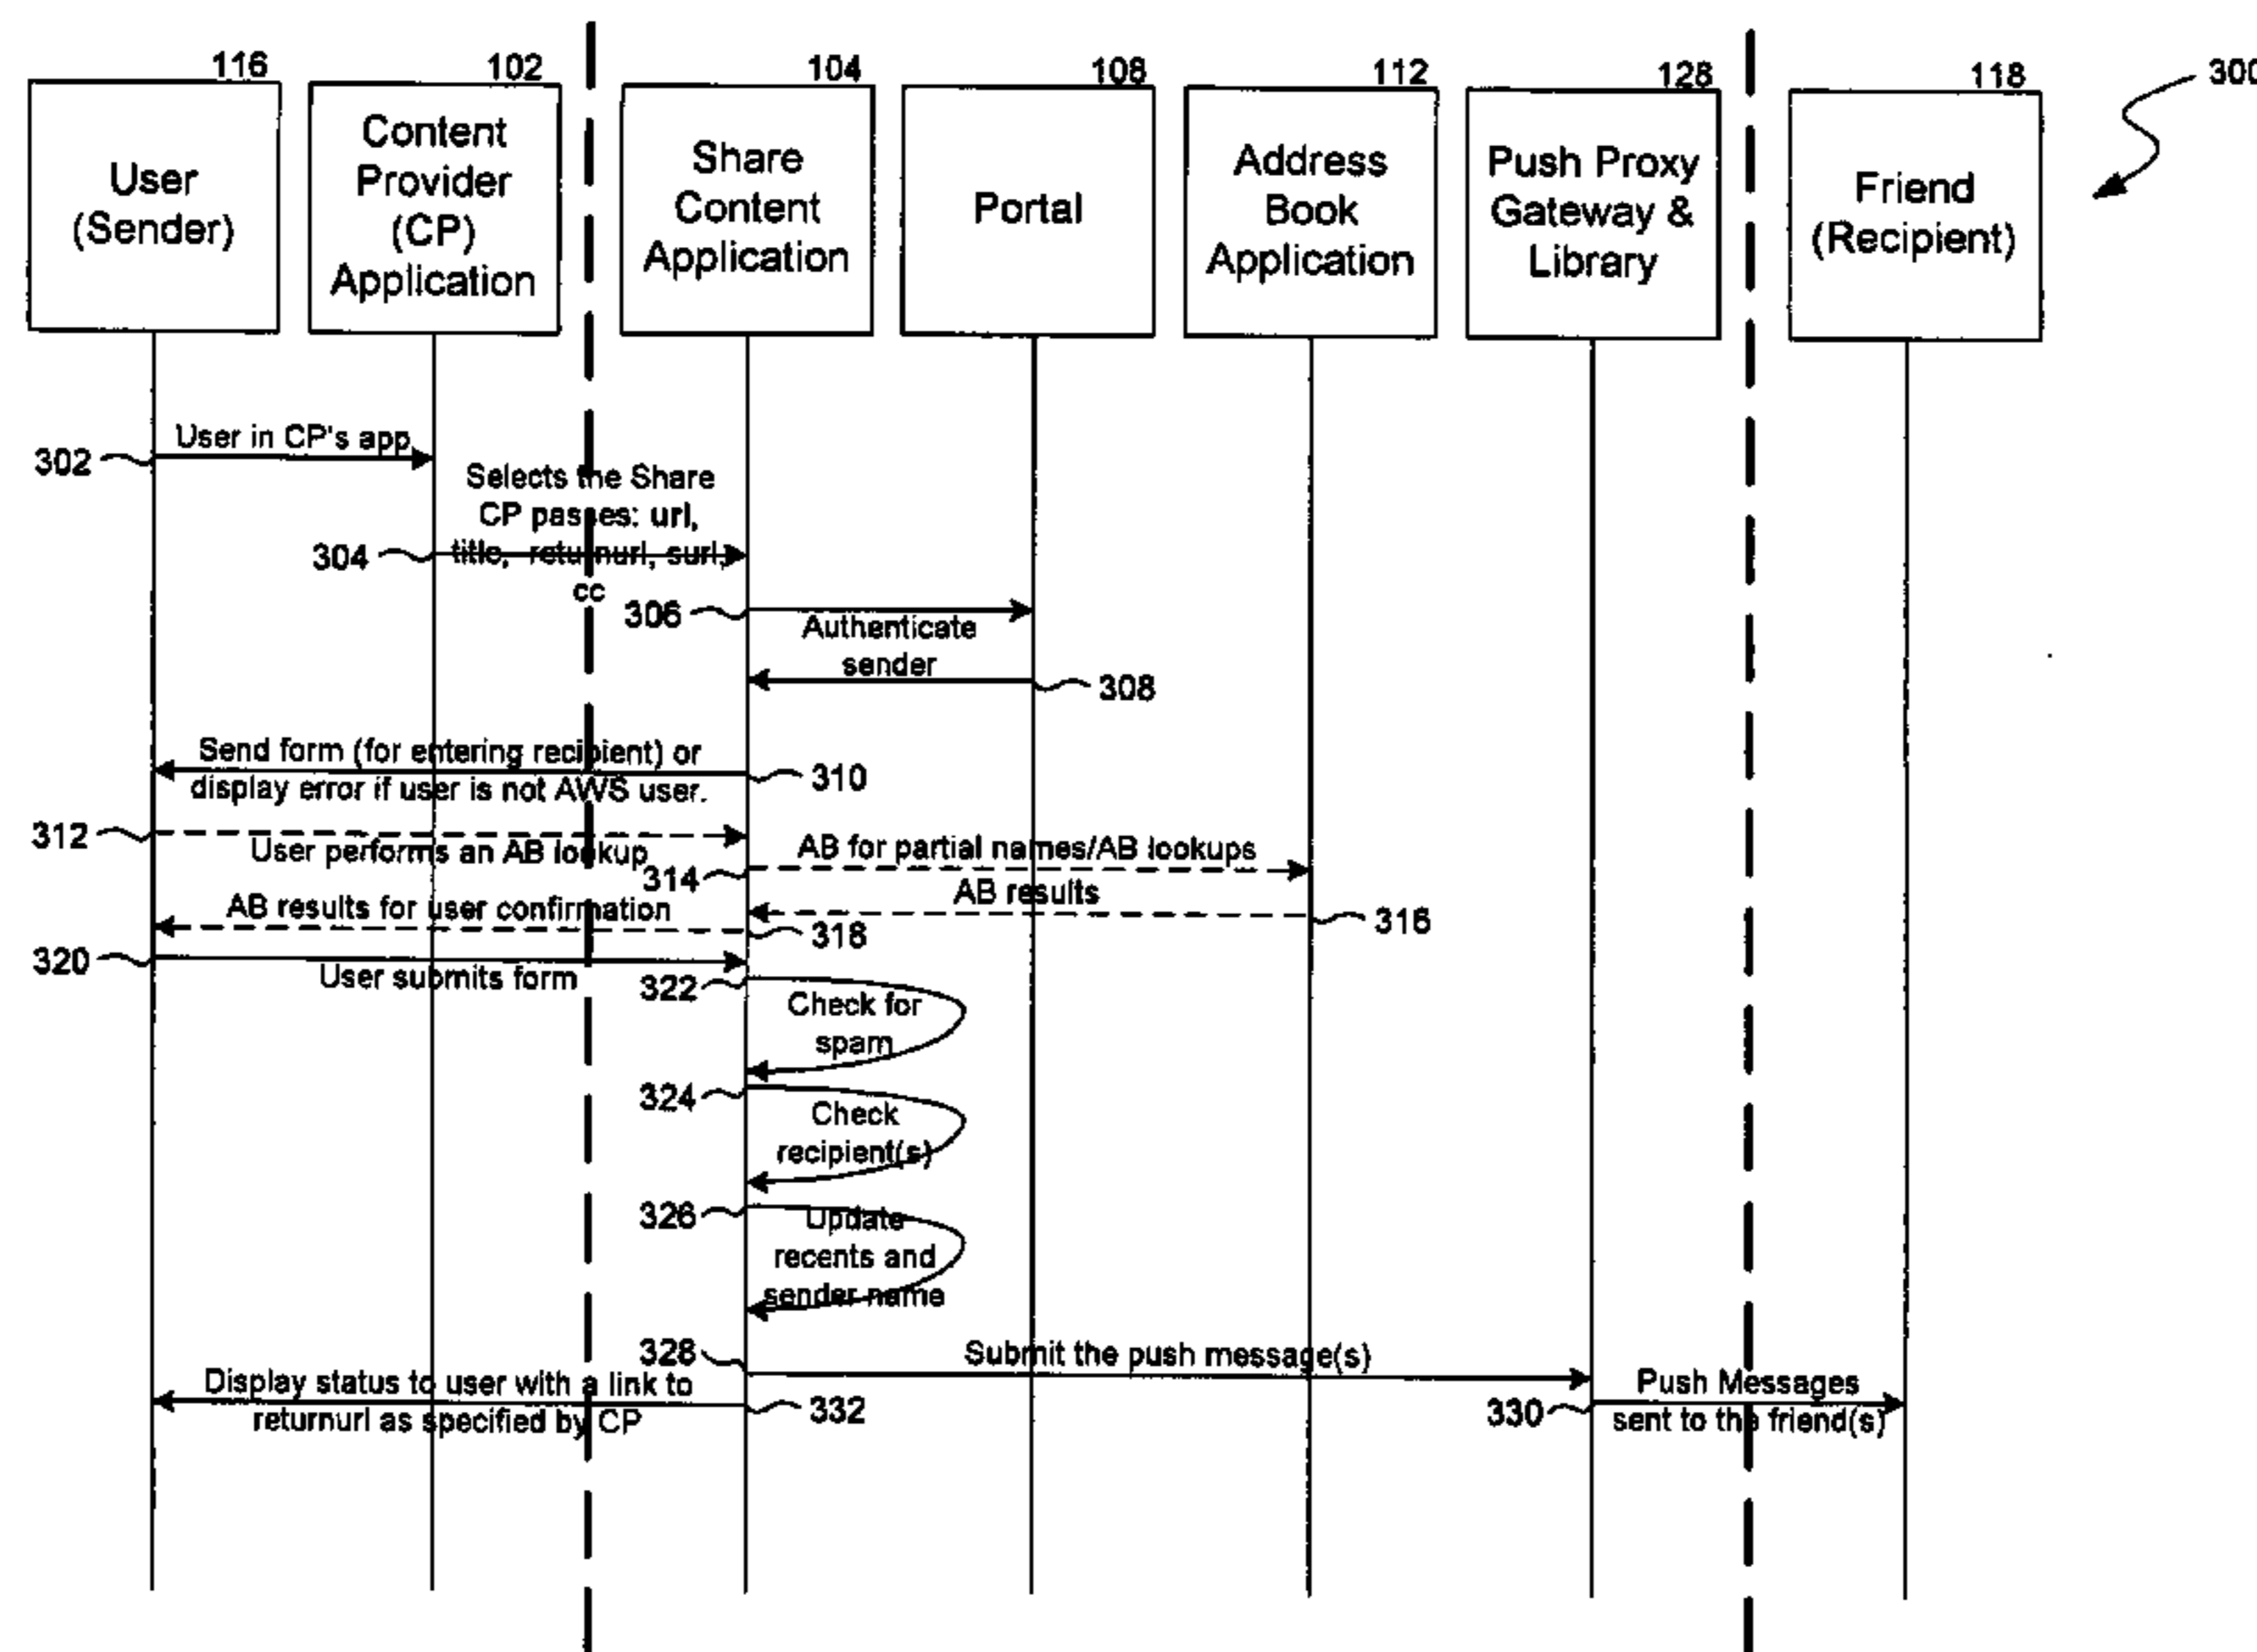 116
102
104
108
112
128
118
300
User
(Sender)
Content
Provider
(CP)
Application
Share
Content
Application
Portal
Address
Book
Application
Push Proxy
Gateway &
Library
Friend
(Recipient)
302
User in CP's app
Selects the Share
CP passes: url,
title, returnurl, surl,
cc
304
306
Authenticate
sender
308
Send form (for entering recipient) or
display error if user is not AWS user.
310
312
User performs an AB lookup
AB for partial names/AB lookups
314
AB results
316
AB results for user confirmation
318
320
User submits form
322
Check for
spam
324
Check
recipient(s)
326
Update
recents and
sender name
328
Submit the push message(s)
Display status to user with a link to
returnurl as specified by CP
332
330
Push Messages
sent to the friend(s)